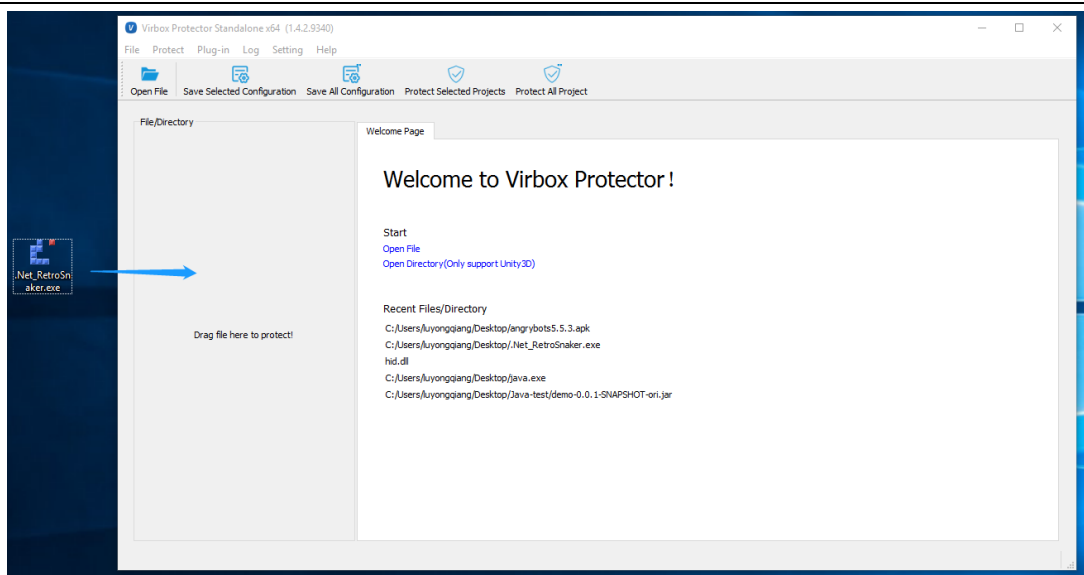 Virbox Protector Standalone x64 (1.4.2.9340)
File Protect Plug-in Log Setting Help
Open File Save Selected Configuration Save All Configuration Protect Selected Projects Protect All Project
File/Directory
Welcome Page
Welcome to Virbox Protector!
Start
Open File
Open Directory(Only support Unity3D)
.Net_RetroSn
aker.exe
Recent Files/Directory
C:/Users/luyongqiang/Desktop/angrybots5.5.3.apk
Drag file here to protect!
C:/Users/luyongqiang/Desktop/.Net_RetroSnaker.exe
hid.dll
C:/Users/luyongqiang/Desktop/java.exe
C:/Users/luyongqiang/Desktop/Java-test/demo-0.0.1-SNAPSHOT-ori.jar